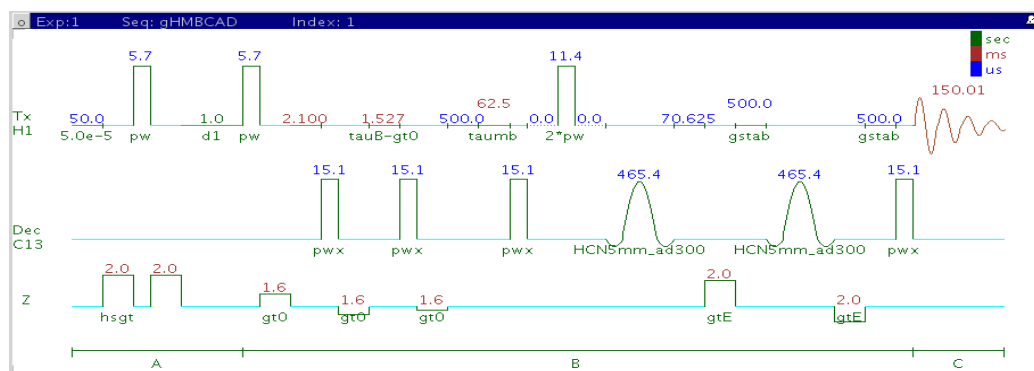 Exp:1 Seq: gHMBCAD Index: 1
sec
ms
us
5.7 5.7 11.4 150.01
62.5
50.0 1.0 2.100 1.527 500.0 0.0 0.0 70.625 500.0 500.0
Tx
H1
5.0e-5 pw d1 pw tauB-gt0 taumb 2*pw gstab gstab
15.1 15.1 15.1 465.4 465.4 15.1
Dec
C13
pwx pwx pwx HCN5mm_ad300 HCN5mm_ad300 pwx
2.0 2.0 1.6 1.6 1.6 2.0 2.0
Z
hsgt gt0 gt0 gt0 gtE gtE
A B C